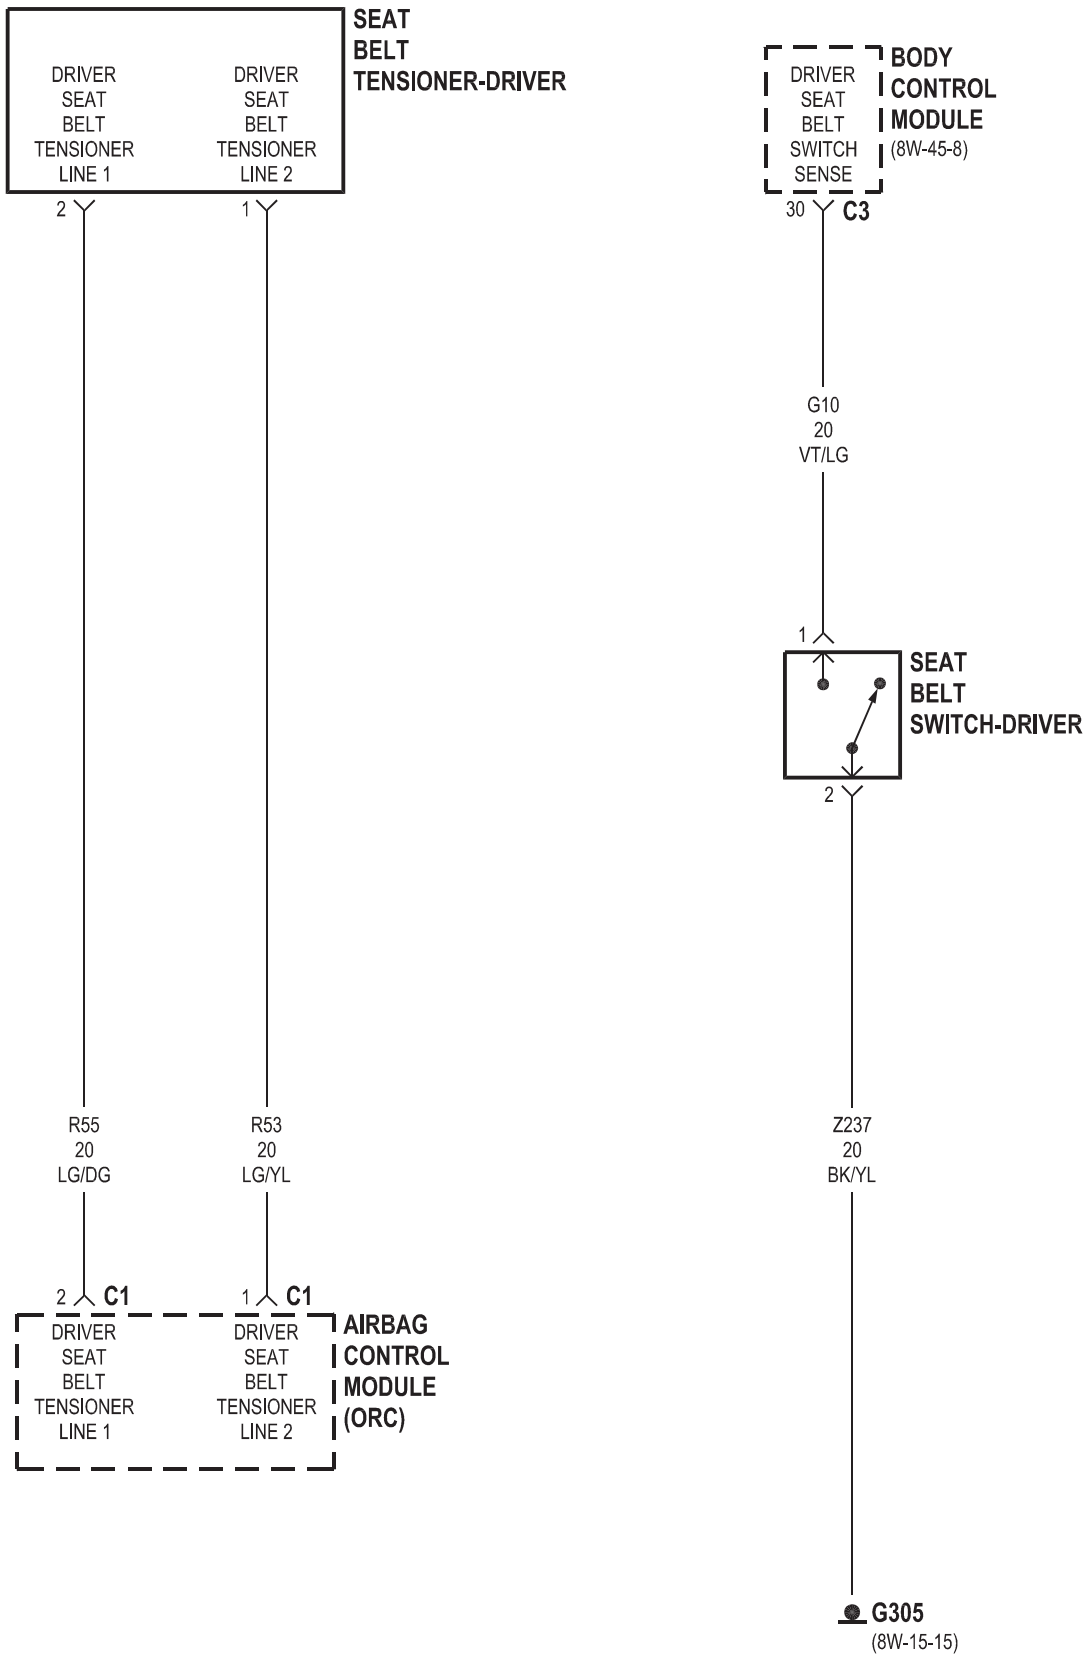 SEAT
BELT
TENSIONER-DRIVER
DRIVER
SEAT
BELT
TENSIONER
LINE 1
DRIVER
SEAT
BELT
TENSIONER
LINE 2
2
1
BODY
CONTROL
MODULE
(8W-45-8)
DRIVER
SEAT
BELT
SWITCH
SENSE
30
C3
G10
20
VT/LG
1
SEAT
BELT
SWITCH-DRIVER
2
R55
20
LG/DG
R53
20
LG/YL
Z237
20
BK/YL
2 C1
1 C1
DRIVER
SEAT
BELT
TENSIONER
LINE 1
DRIVER
SEAT
BELT
TENSIONER
LINE 2
AIRBAG
CONTROL
MODULE
(ORC)
G305
(8W-15-15)